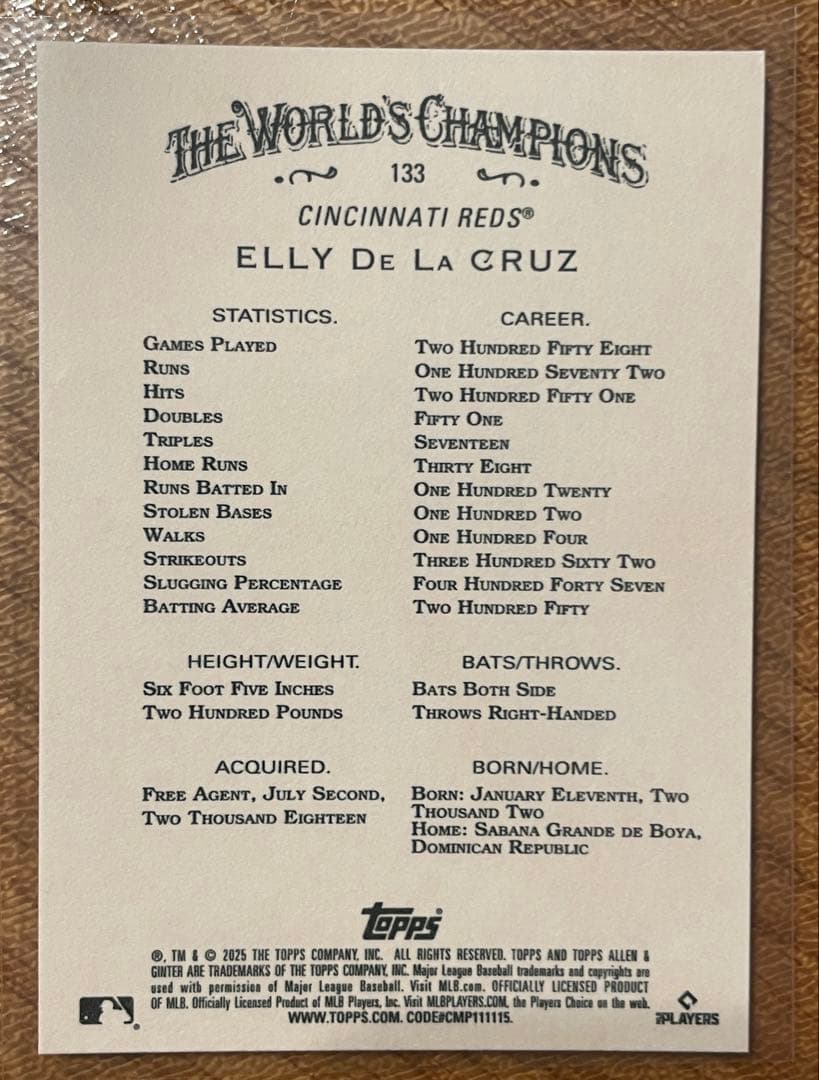 THE WORLD'S CHAMPIONS
133
CINCINNATI REDS®
ELLY DE LA CRUZ
STATISTICS. CAREER.
GAMES PLAYED TWO HUNDRED FIFTY EIGHT
RUNS ONE HUNDRED SEVENTY TWO
HITS TWO HUNDRED FIFTY ONE
DOUBLES FIFTY ONE
TRIPLES SEVENTEEN
HOME RUNS THIRTY EIGHT
RUNS BATTED IN ONE HUNDRED TWENTY
STOLEN BASES ONE HUNDRED TWO
WALKS ONE HUNDRED FOUR
STRIKEOUTS THREE HUNDRED SIXTY TWO
SLUGGING PERCENTAGE FOUR HUNDRED FORTY SEVEN
BATTING AVERAGE TWO HUNDRED FIFTY
HEIGHT/WEIGHT.
SIX FOOT FIVE INCHES
TWO HUNDRED POUNDS
BATS/THROWS.
BATS BOTH SIDE
THROWS RIGHT-HANDED
ACQUIRED.
FREE AGENT, JULY SECOND,
TWO THOUSAND EIGHTEEN
BORN/HOME.
BORN: JANUARY ELEVENTH, TWO
THOUSAND TWO
HOME: SABANA GRANDE DE BOYA,
DOMINICAN REPUBLIC
topps®
®, TM & © 2025 THE TOPPS COMPANY, INC. ALL RIGHTS RESERVED. TOPPS AND TOPPS ALLEN &
GINTER ARE TRADEMARKS OF THE TOPPS COMPANY, INC. Major League Baseball trademarks and copyrights are
used with permission of Major League Baseball. Visit MLB.com. OFFICIALLY LICENSED PRODUCT
OF MLB. Officially Licensed Product of MLB Players, Inc. Visit MLBPLAYERS.COM, the Players Choice on the web.
WWW.TOPPS.COM. CODE#CMP111115.
PLAYERS